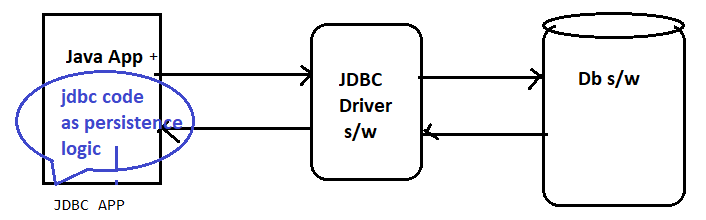 Java App +
jdbc code
as persistence
logic
JDBC APP
JDBC
Driver
s/w
Db s/w